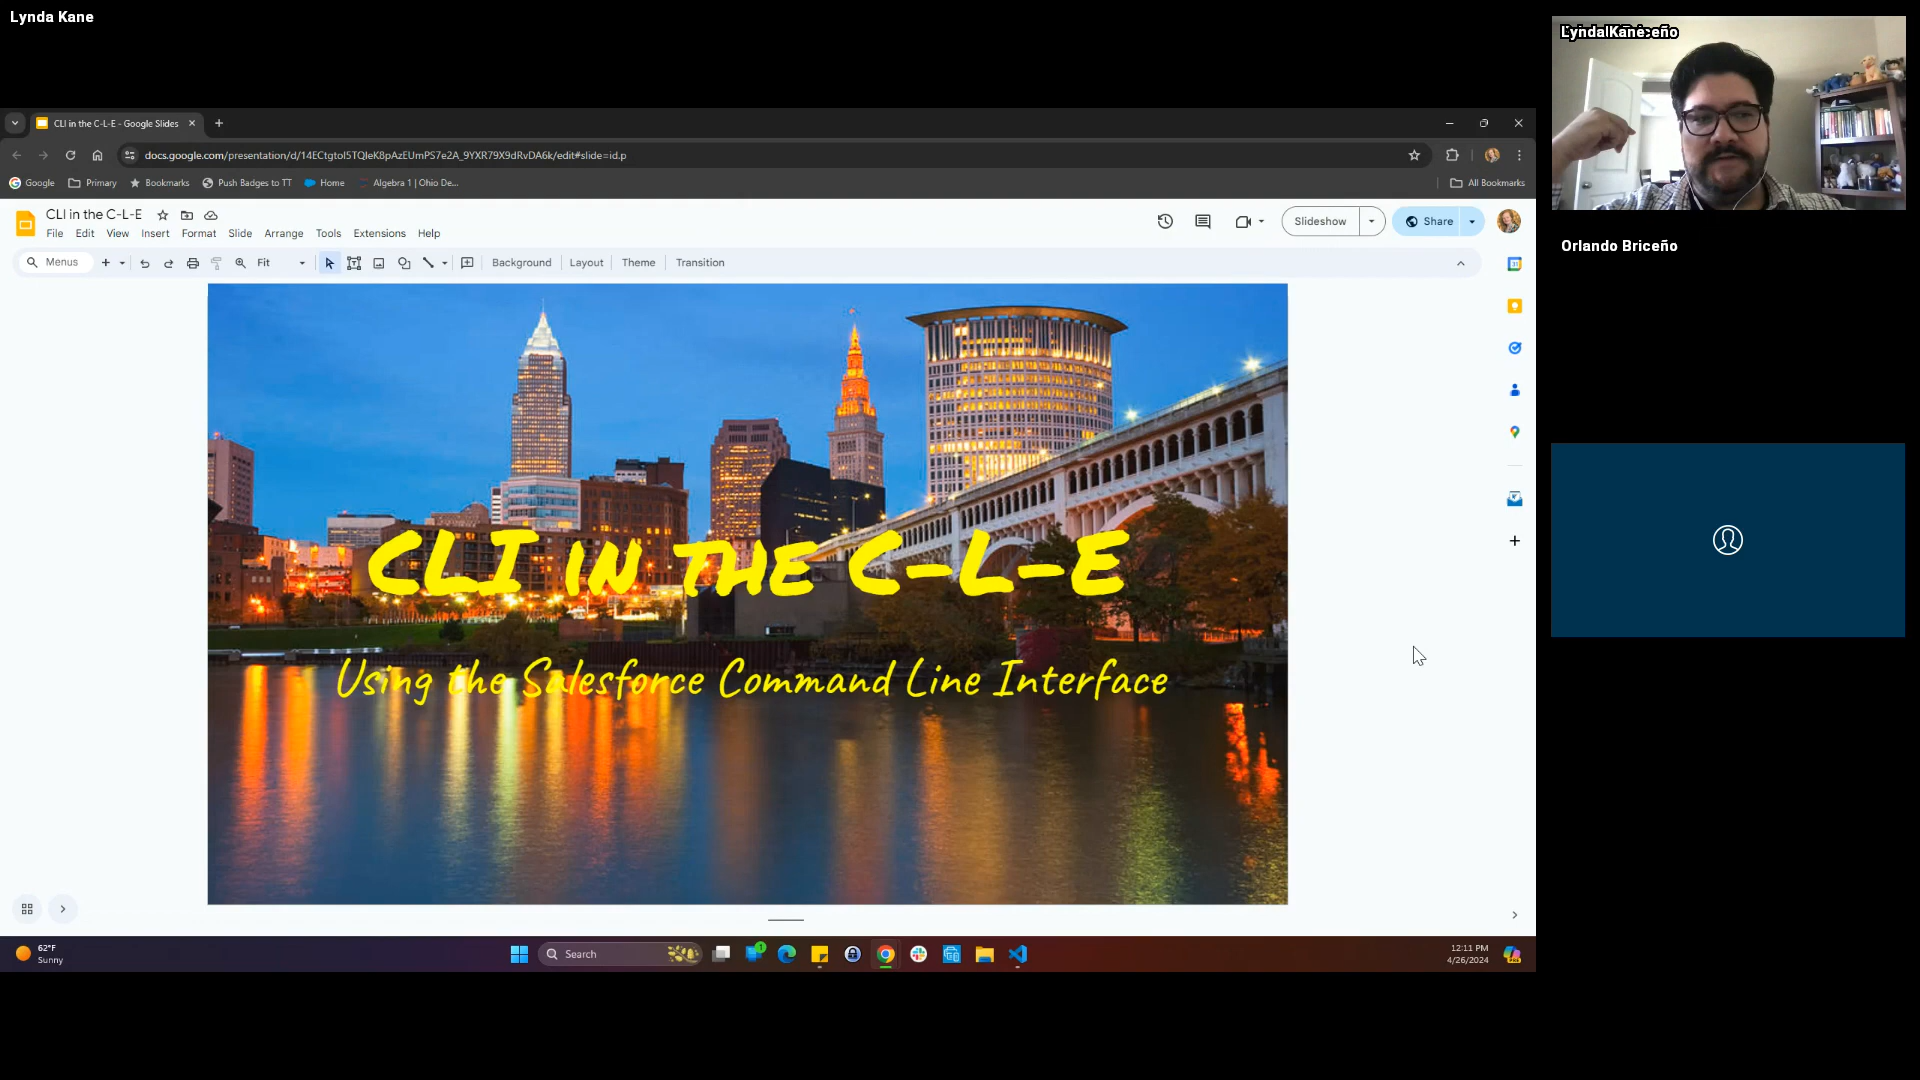 Lynda Kane
CLI in the C-L-E - Google Slides
docs.google.com/presentation/d/14ECtgtoISTQIeK8pAzEUmPS7e2A_9YXR79X9dRvDA6k/edit#slide=id.p
Google Primary Bookmarks Push Badges to TT Home Algebra 1 | Ohio De... All Bookmarks
CLI in the C-L-E
File Edit View Insert Format Slide Arrange Tools Extensions Help
Slideshow Share
Menus Fit Background Layout Theme Transition
CLI IN THE C-L-E
Using the Salesforce Command Line Interface
62°F
Sunny
Search
12:11 PM
4/26/2024
Lynda Kane
Orlando Briceño